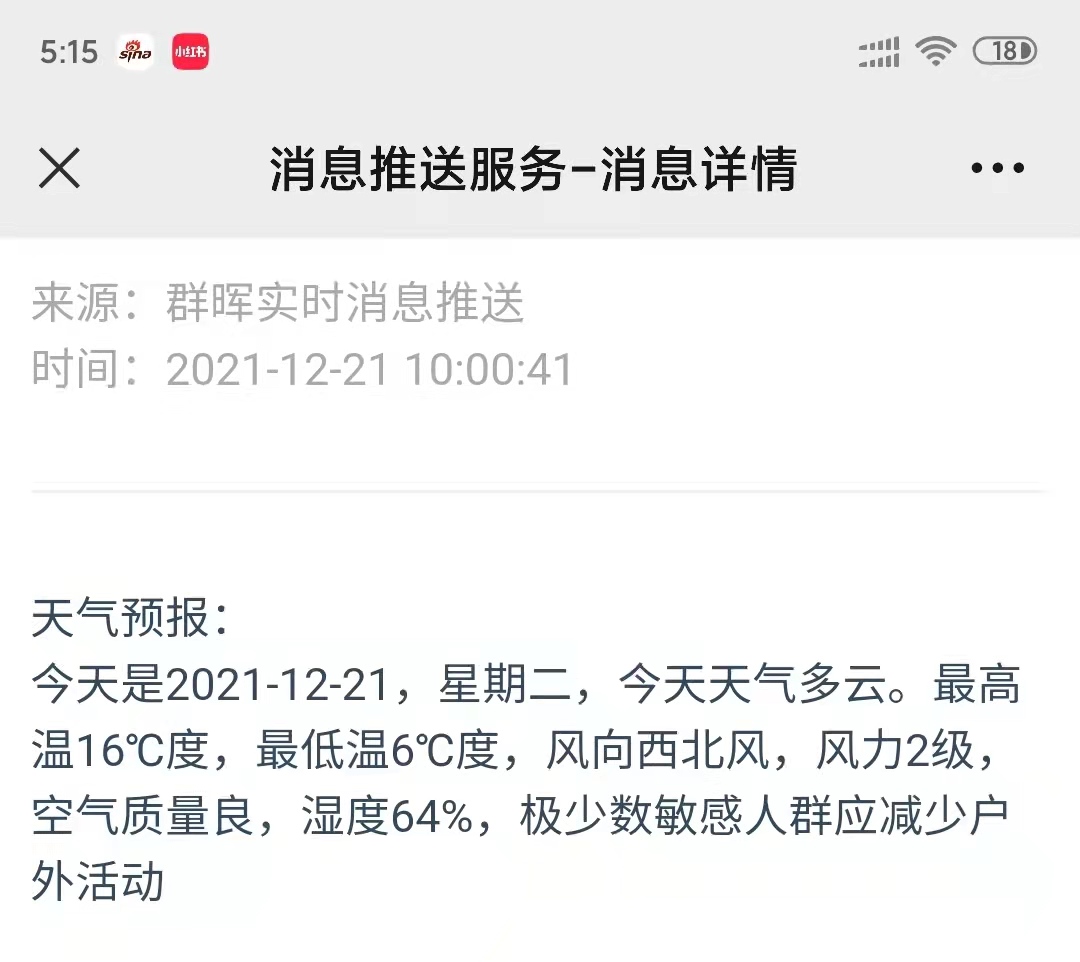 5:15 sina 小红书 18
消息推送服务-消息详情
来源：群晖实时消息推送
时间：2021-12-21 10:00:41
天气预报：
今天是2021-12-21，星期二，今天天气多云。最高
温16℃度，最低温6℃度，风向西北风，风力2级，
空气质量良，湿度64%，极少数敏感人群应减少户
外活动